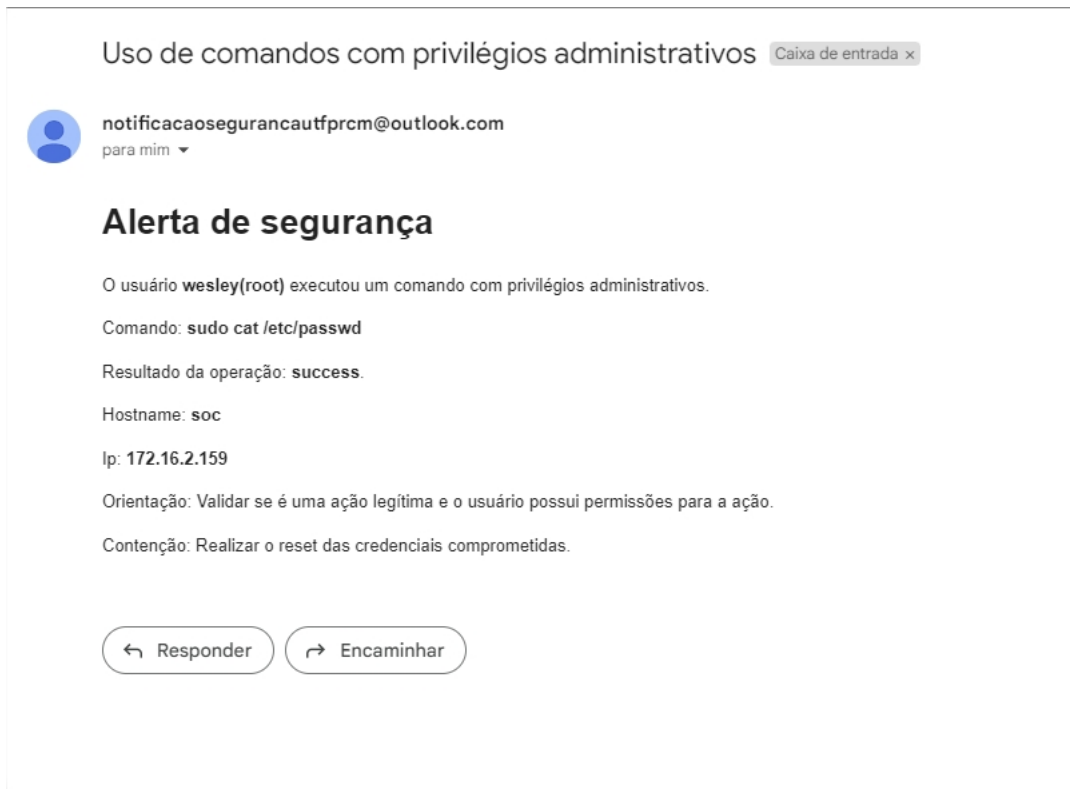 Uso de comandos com privilégios administrativos Caixa de entrada ×
notificacaosegurancautfprcm@outlook.com
para mim
Alerta de segurança
O usuário wesley(root) executou um comando com privilégios administrativos.
Comando: sudo cat /etc/passwd
Resultado da operação: success.
Hostname: soc
Ip: 172.16.2.159
Orientação: Validar se é uma ação legítima e o usuário possui permissões para a ação.
Contenção: Realizar o reset das credenciais comprometidas.
Responder Encaminhar